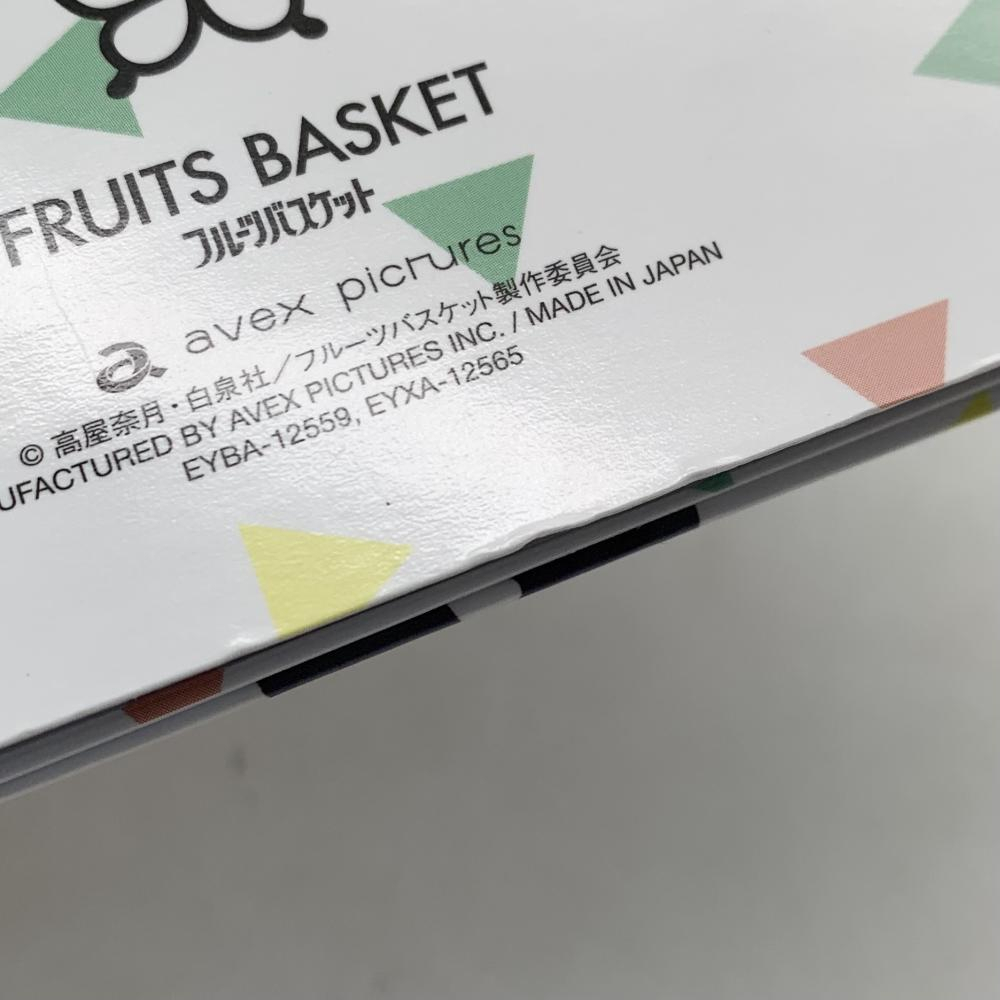 FRUITS BASKET
フルーツバスケット
avex pictures
© 高屋奈月・白泉社／フルーツバスケット製作委員会
UFACTURED BY AVEX PICTURES INC. / MADE IN JAPAN
EYBA-12559, EYXA-12565